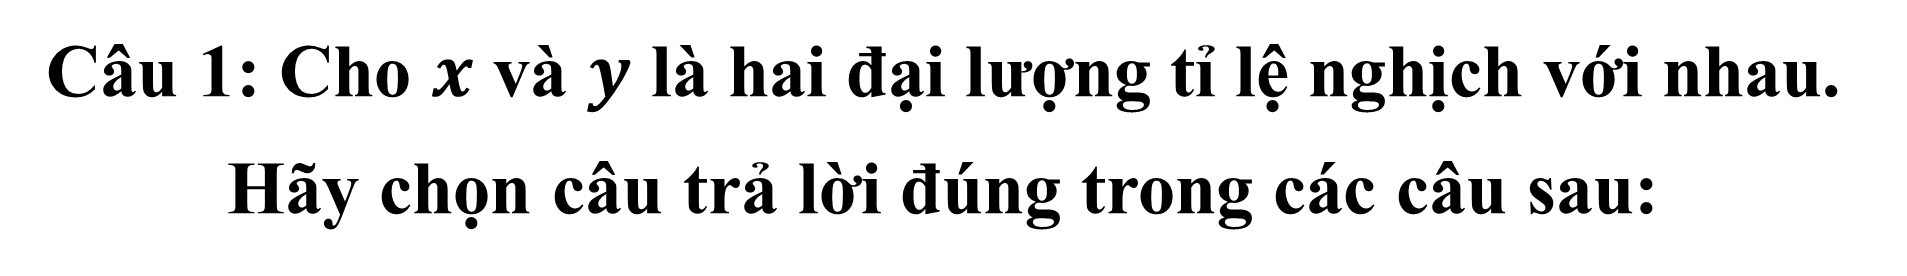 Câu 1: Cho x và y là hai đại lượng tỉ lệ nghịch với nhau.
Hãy chọn câu trả lời đúng trong các câu sau: